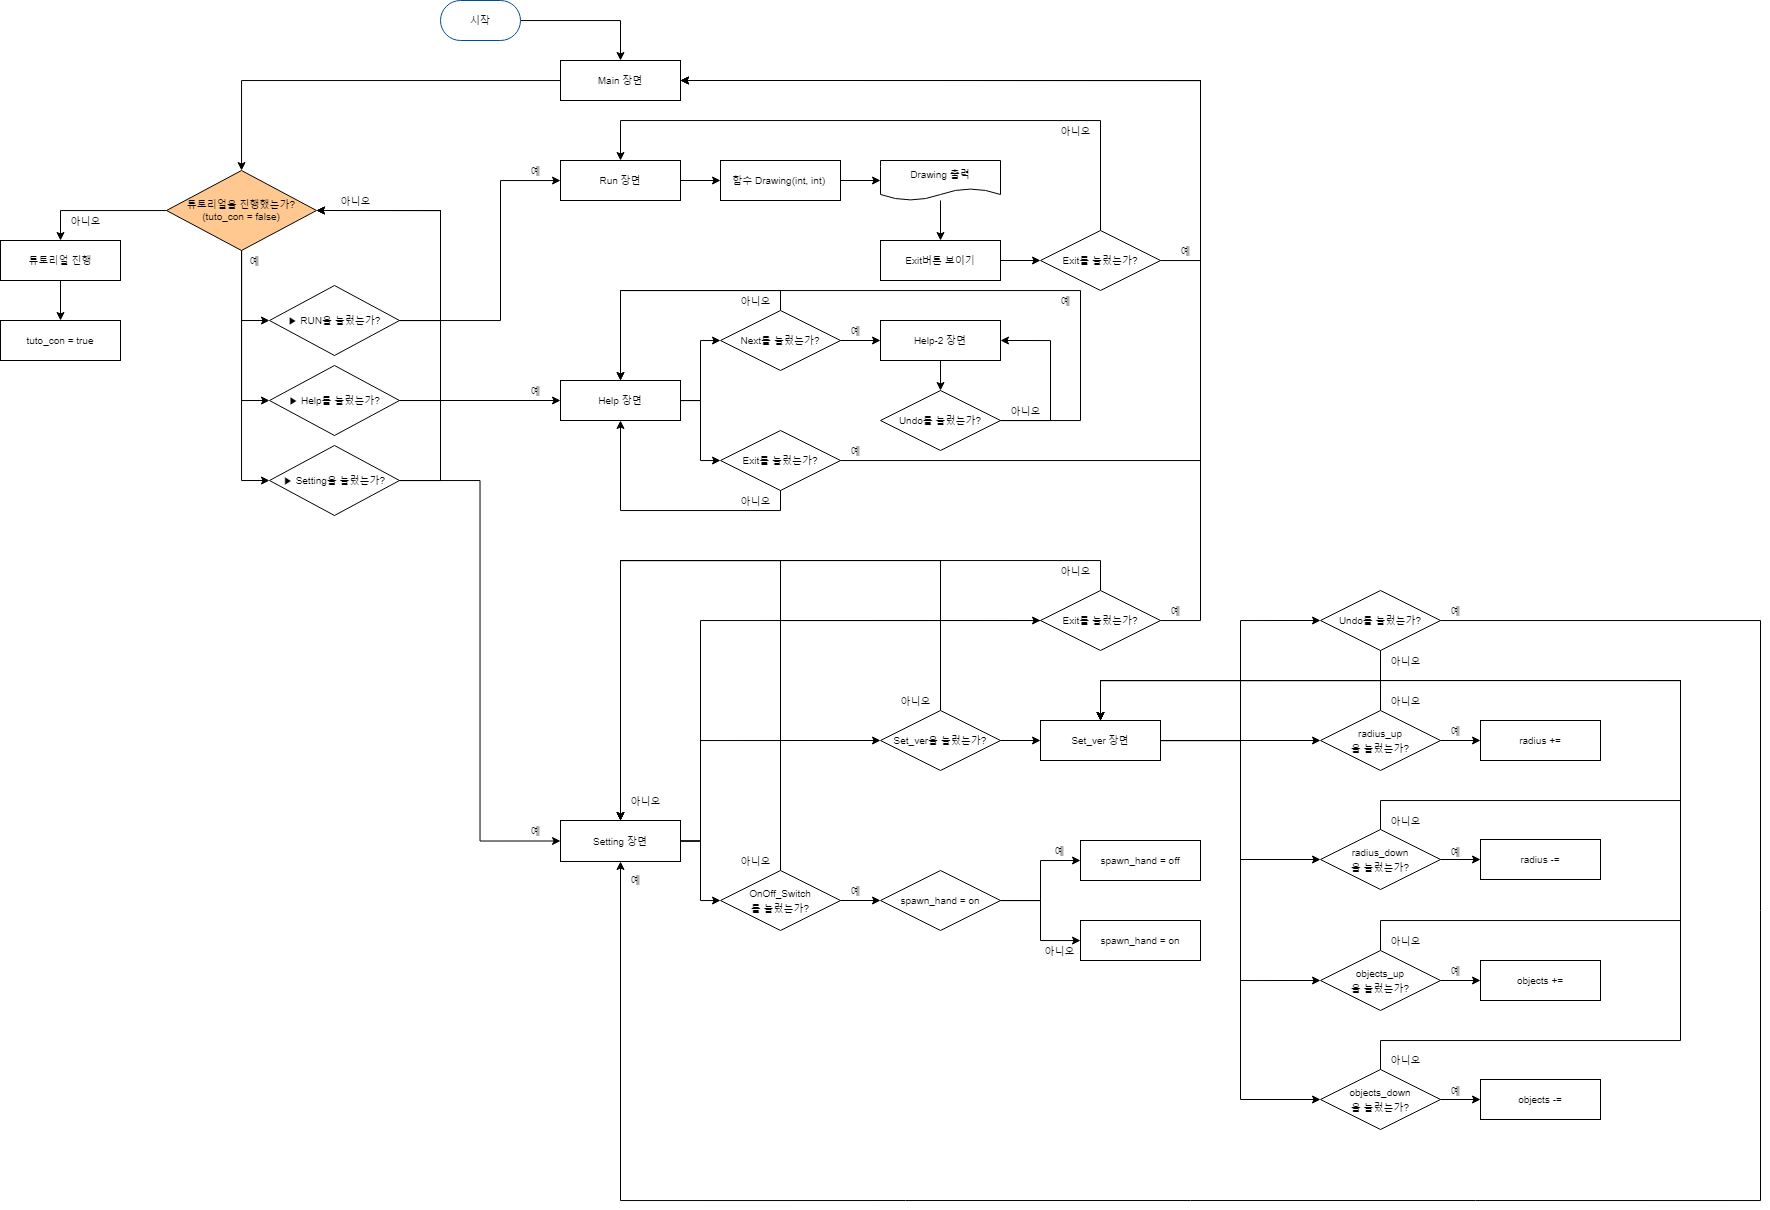 시작
Main 장면
튜토리얼을 진행했는가?
(tuto_con = false)
아니오
아니오
예
튜토리얼 진행
tuto_con = true
▶ RUN을 눌렀는가?
▶ Help를 눌렀는가?
▶ Setting을 눌렀는가?
예
Run 장면
함수 Drawing(int, int)
Drawing 출력
Exit버튼 보이기
Exit를 눌렀는가?
아니오
예
예
Help 장면
Next를 눌렀는가?
아니오
예
Help-2 장면
Undo를 눌렀는가?
아니오
예
Exit를 눌렀는가?
예
아니오
예
Setting 장면
아니오
예
Exit를 눌렀는가?
아니오
예
Set_ver을 눌렀는가?
아니오
Set_ver 장면
OnOff_Switch
를 눌렀는가?
아니오
예
spawn_hand = on
예
spawn_hand = off
아니오
spawn_hand = on
Undo를 눌렀는가?
예
아니오
아니오
radius_up
을 눌렀는가?
예
radius +=
아니오
radius_down
을 눌렀는가?
예
radius -=
아니오
objects_up
을 눌렀는가?
예
objects +=
아니오
objects_down
을 눌렀는가?
예
objects -=